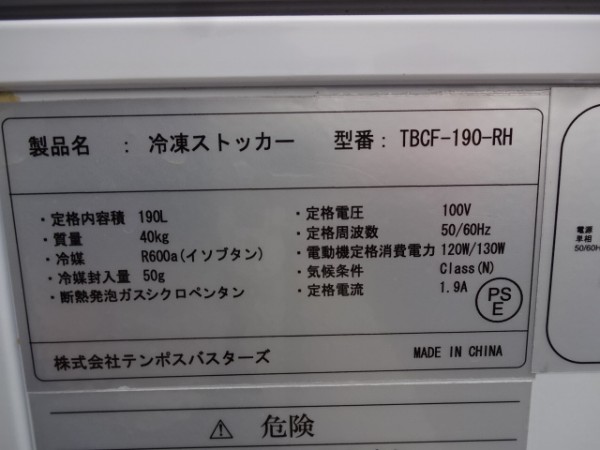 製品名 : 冷凍ストッカー 型番: TBCF-190-RH
・定格内容積 190L
・質量 40kg
・冷媒 R600a(イソブタン)
・冷媒封入量 50g
・断熱発泡ガスシクロペンタン
・定格電圧 100V
・定格周波数 50/60Hz
・電動機定格消費電力 120W/130W
・気候条件 Class(N)
・定格電流 1.9A
PS
E
株式会社テンポスバスターズ MADE IN CHINA
⚠ 危険
電源
単相
50/60H